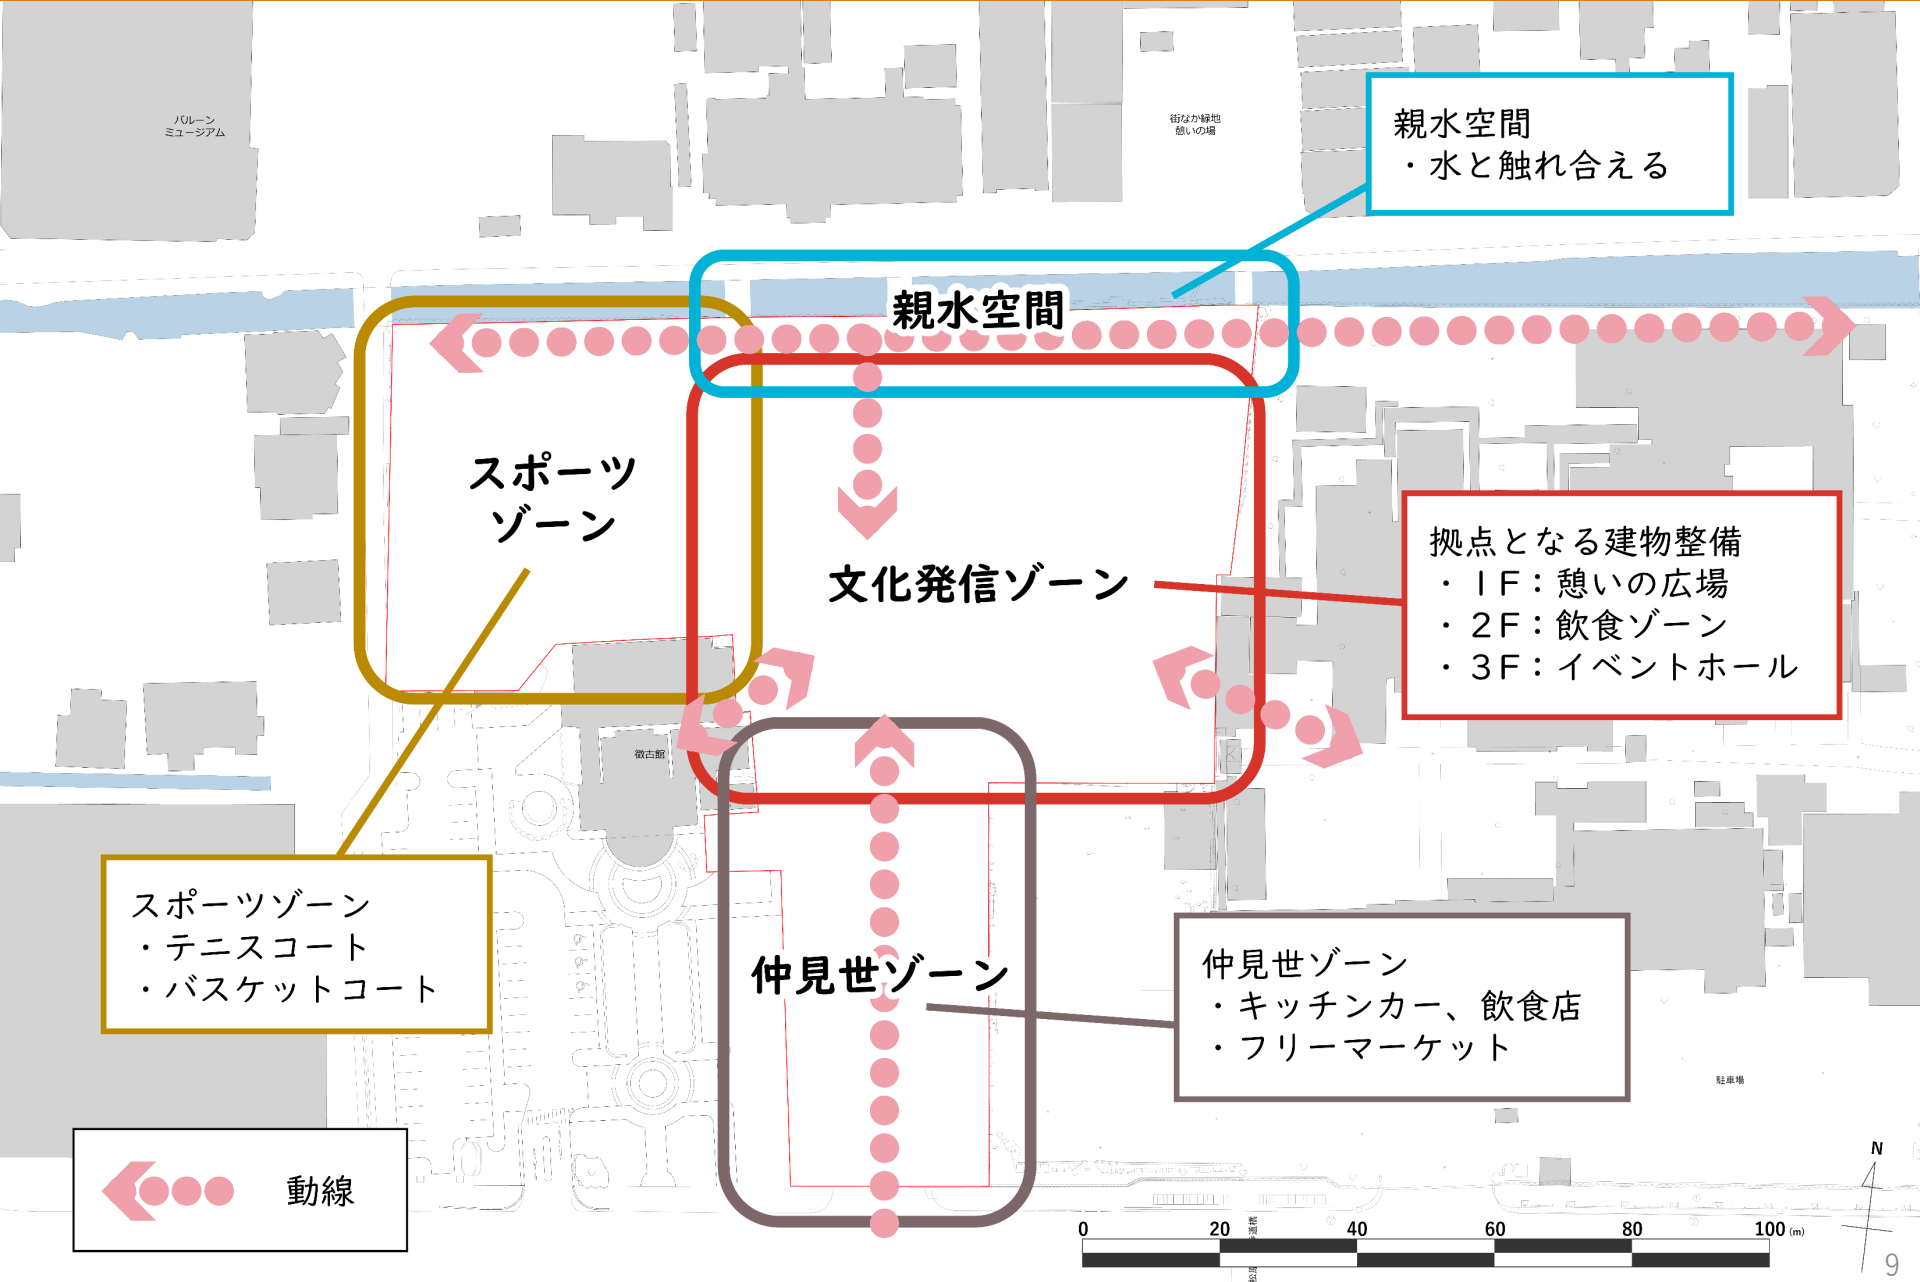 バルーン
ミュージアム
街なか緑地
憩いの場
親水空間
・水と触れ合える
親水空間
スポーツ
ゾーン
文化発信ゾーン
拠点となる建物整備
・1F：憩いの広場
・2F：飲食ゾーン
・3F：イベントホール
徴古館
スポーツゾーン
・テニスコート
・バスケットコート
仲見世ゾーン
仲見世ゾーン
・キッチンカー、飲食店
・フリーマーケット
駐車場
動線
N
0 20 40 60 80 100 (m)
9